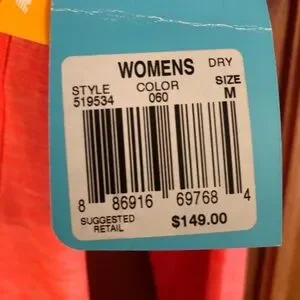 WOMENS DRY
STYLE COLOR SIZE
519534 060 M
8 86916 69768 4
SUGGESTED
RETAIL
$149.00